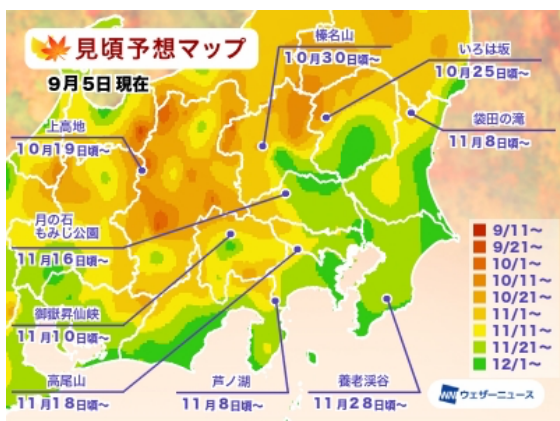 見頃予想マップ
9月5日現在
榛名山
10月30日頃〜
いろは坂
10月25日頃〜
袋田の滝
11月8日頃〜
上高地
10月19日頃〜
月の石
もみじ公園
11月16日頃〜
御嶽昇仙峡
11月10日頃〜
高尾山
11月18日頃〜
芦ノ湖
11月8日頃〜
養老渓谷
11月28日頃〜
9/11〜
9/21〜
10/1〜
10/11〜
10/21〜
11/1〜
11/11〜
11/21〜
12/1〜
WN ウェザーニュース